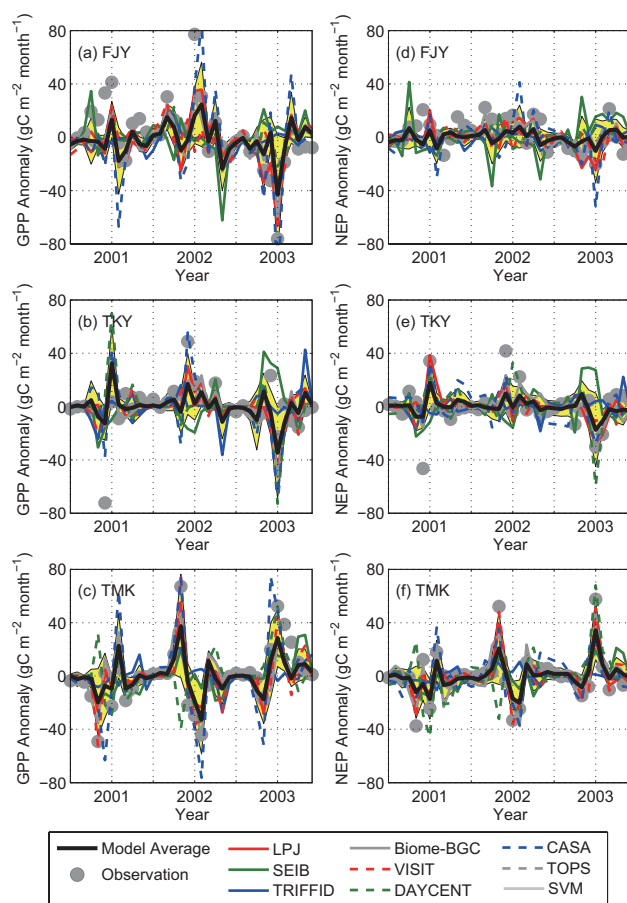 (a) FJY
GPP Anomaly (gC m−2 month−1)
80
40
0
−40
−80
2001 2002 2003
Year
(d) FJY
NEP Anomaly (gC m−2 month−1)
80
40
0
−40
−80
2001 2002 2003
Year
(b) TKY
GPP Anomaly (gC m−2 month−1)
80
40
0
−40
−80
2001 2002 2003
Year
(e) TKY
NEP Anomaly (gC m−2 month−1)
80
40
0
−40
−80
2001 2002 2003
Year
(c) TMK
GPP Anomaly (gC m−2 month−1)
80
40
0
−40
−80
2001 2002 2003
Year
(f) TMK
NEP Anomaly (gC m−2 month−1)
80
40
0
−40
−80
2001 2002 2003
Year
Model Average
Observation
LPJ
SEIB
TRIFFID
Biome-BGC
VISIT
DAYCENT
CASA
TOPS
SVM